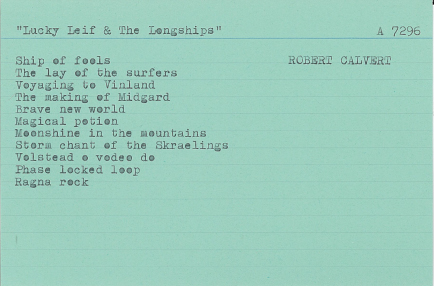 "Lucky Leif & The Longships" A 7296
Ship of fools ROBERT CALVERT
The lay of the surfers
Voyaging to Vinland
The making of Midgard
Brave new world
Magical potion
Moonshine in the mountains
Storm chant of the Skraelings
Volstead o vodeo do
Phase locked loop
Ragna rock